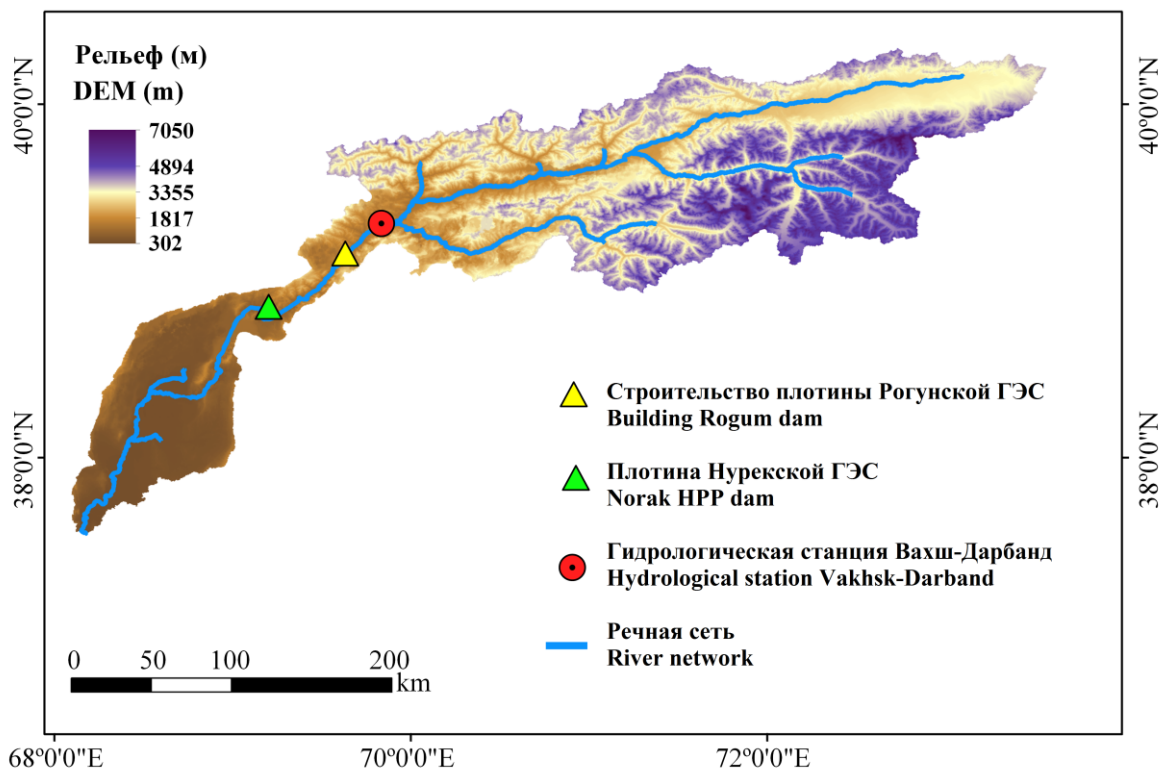 Рельеф (м)
DEM (m)
7050
4894
3355
1817
302
40°0'0"N
40°0'0"N
38°0'0"N
38°0'0"N
Строительство плотины Рогунской ГЭС
Building Rogum dam
Плотина Нурекской ГЭС
Norak HPP dam
Гидрологическая станция Вахш-Дарбанд
Hydrological station Vakhsk-Darband
Речная сеть
River network
0 50 100 200
km
68°0'0"E 70°0'0"E 72°0'0"E